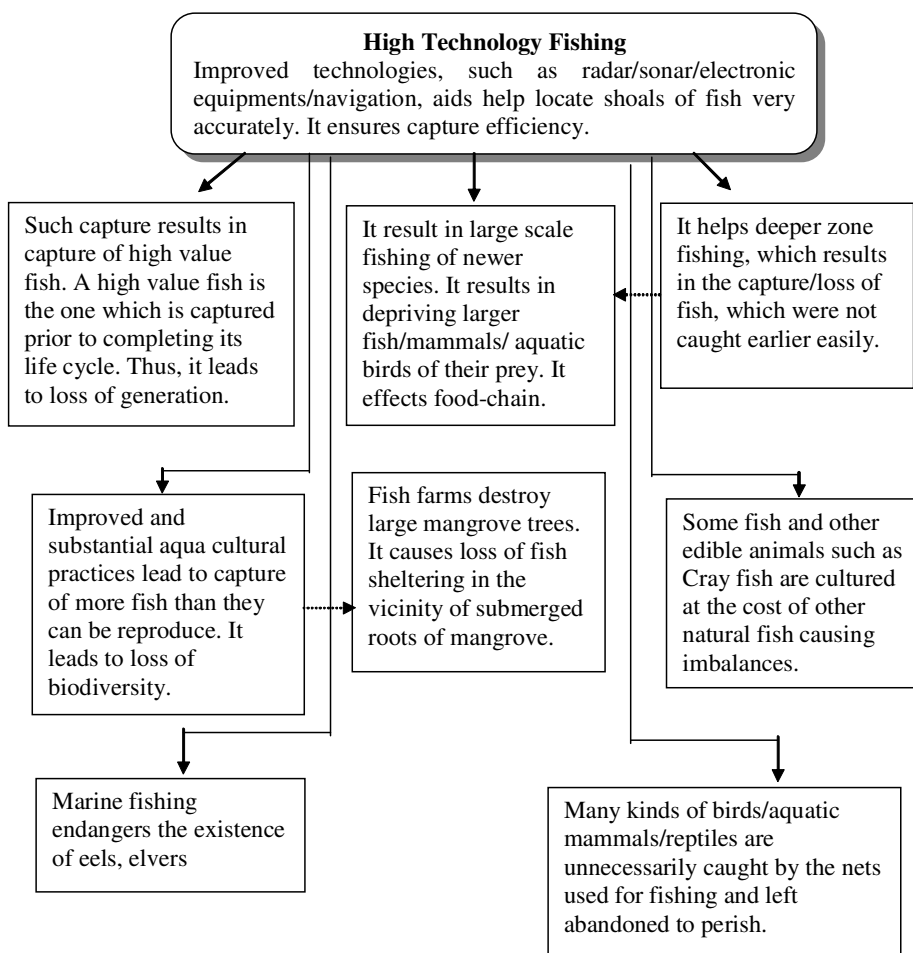 High Technology Fishing
Improved technologies, such as radar/sonar/electronic
equipments/navigation, aids help locate shoals of fish very
accurately. It ensures capture efficiency.
Such capture results in
capture of high value
fish. A high value fish is
the one which is captured
prior to completing its
life cycle. Thus, it leads
to loss of generation.
It result in large scale
fishing of newer
species. It results in
depriving larger
fish/mammals/ aquatic
birds of their prey. It
effects food-chain.
It helps deeper zone
fishing, which results
in the capture/loss of
fish, which were not
caught earlier easily.
Improved and
substantial aqua cultural
practices lead to capture
of more fish than they
can be reproduce. It
leads to loss of
biodiversity.
Fish farms destroy
large mangrove trees.
It causes loss of fish
sheltering in the
vicinity of submerged
roots of mangrove.
Some fish and other
edible animals such as
Cray fish are cultured
at the cost of other
natural fish causing
imbalances.
Marine fishing
endangers the existence
of eels, elvers
Many kinds of birds/aquatic
mammals/reptiles are
unnecessarily caught by the nets
used for fishing and left
abandoned to perish.